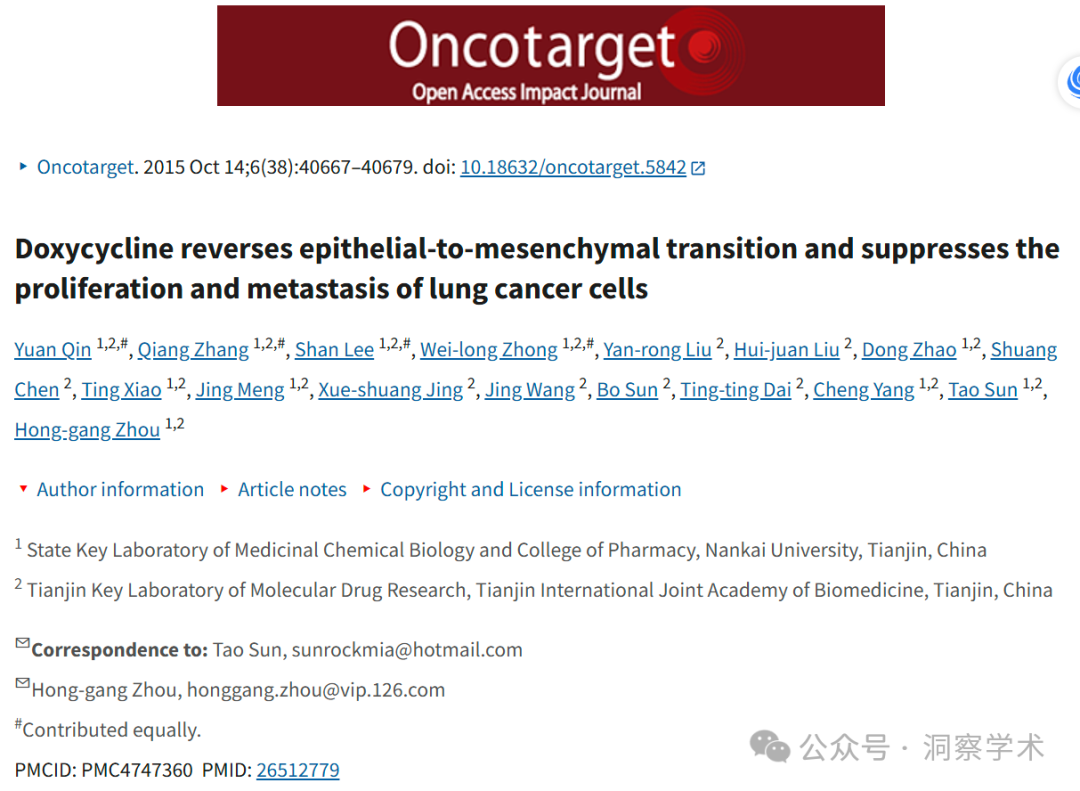 Oncotarget
Open Access Impact Journal
Oncotarget. 2015 Oct 14;6(38):40667–40679. doi: 10.18632/oncotarget.5842
Doxycycline reverses epithelial-to-mesenchymal transition and suppresses the
proliferation and metastasis of lung cancer cells
Yuan Qin 1,2,#, Qiang Zhang 1,2,#, Shan Lee 1,2,#, Wei-long Zhong 1,2,#, Yan-rong Liu 2, Hui-juan Liu 2, Dong Zhao 1,2, Shuang
Chen 2, Ting Xiao 1,2, Jing Meng 1,2, Xue-shuang Jing 2, Jing Wang 2, Bo Sun 2, Ting-ting Dai 2, Cheng Yang 1,2, Tao Sun 1,2,
Hong-gang Zhou 1,2
Author information Article notes Copyright and License information
1 State Key Laboratory of Medicinal Chemical Biology and College of Pharmacy, Nankai University, Tianjin, China
2 Tianjin Key Laboratory of Molecular Drug Research, Tianjin International Joint Academy of Biomedicine, Tianjin, China
Correspondence to: Tao Sun, sunrockmia@hotmail.com
Hong-gang Zhou, honggang.zhou@vip.126.com
#Contributed equally.
PMCID: PMC4747360 PMID: 26512779
公众号 · 洞察学术